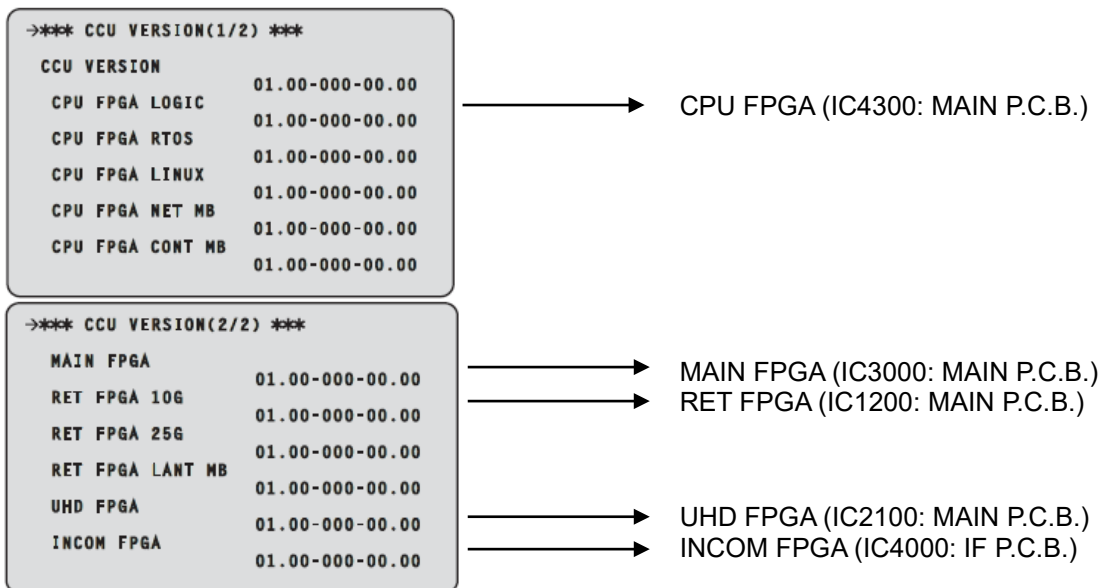 →*** CCU VERSION(1/2) ***
CCU VERSION
01.00-000-00.00
CPU FPGA LOGIC
01.00-000-00.00
CPU FPGA RTOS
01.00-000-00.00
CPU FPGA LINUX
01.00-000-00.00
CPU FPGA NET MB
01.00-000-00.00
CPU FPGA CONT MB
01.00-000-00.00
CPU FPGA (IC4300: MAIN P.C.B.)
→*** CCU VERSION(2/2) ***
MAIN FPGA
01.00-000-00.00
RET FPGA 10G
01.00-000-00.00
RET FPGA 25G
01.00-000-00.00
RET FPGA LANT MB
01.00-000-00.00
UHD FPGA
01.00-000-00.00
INCOM FPGA
01.00-000-00.00
MAIN FPGA (IC3000: MAIN P.C.B.)
RET FPGA (IC1200: MAIN P.C.B.)
UHD FPGA (IC2100: MAIN P.C.B.)
INCOM FPGA (IC4000: IF P.C.B.)